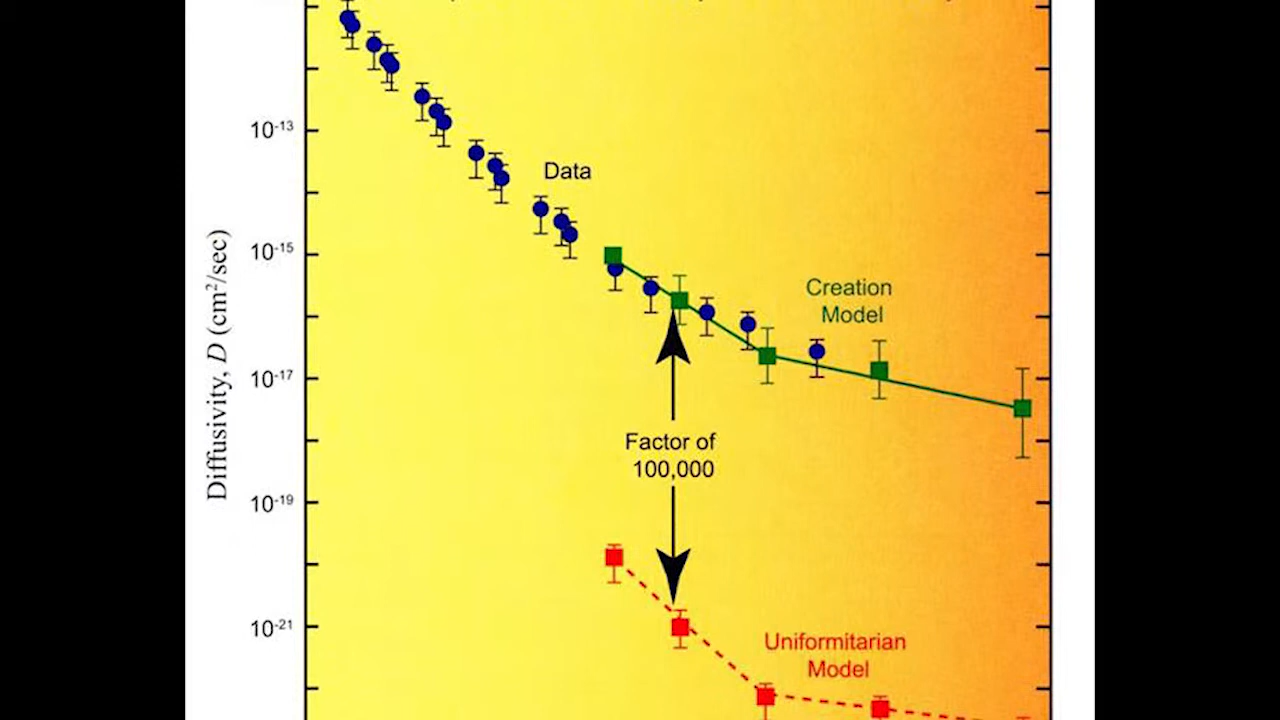 10-13
Data
10-15
Creation
Model
10-17
Diffusivity, D (cm2/sec)
Factor of
100,000
10-19
10-21
Uniformitarian
Model